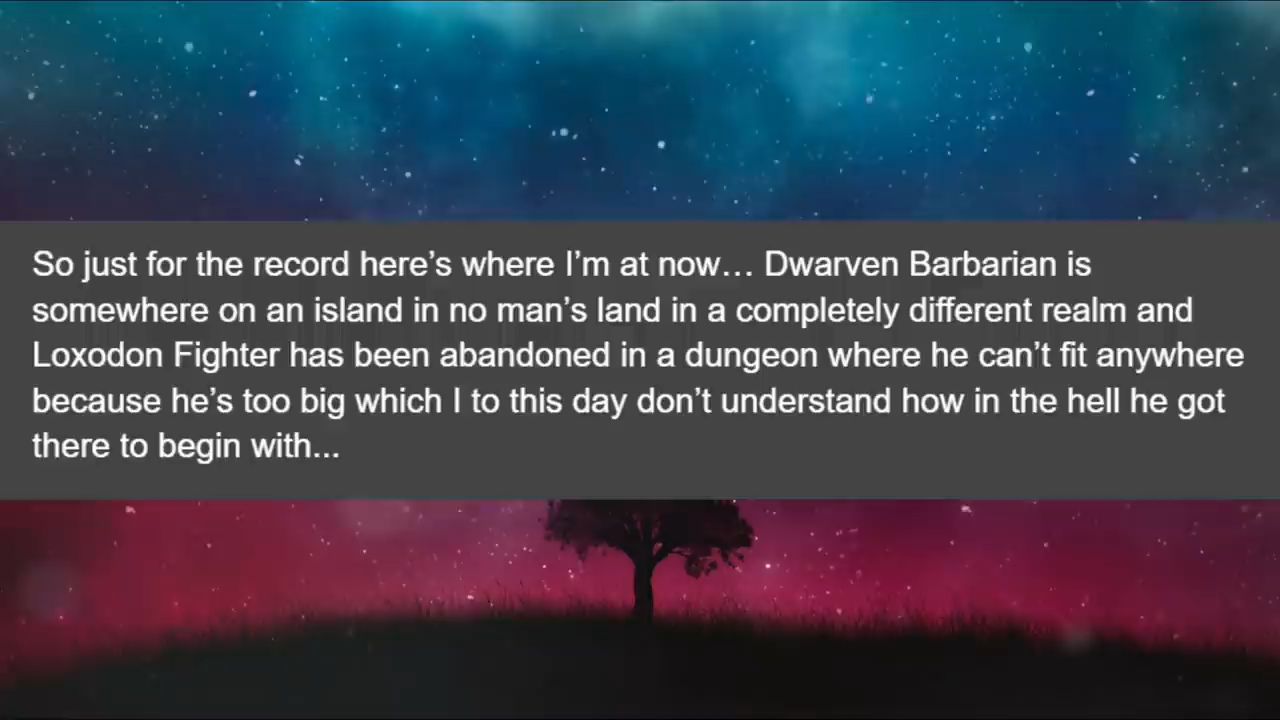 So just for the record here’s where I’m at now… Dwarven Barbarian is
somewhere on an island in no man’s land in a completely different realm and
Loxodon Fighter has been abandoned in a dungeon where he can’t fit anywhere
because he’s too big which I to this day don’t understand how in the hell he got
there to begin with...